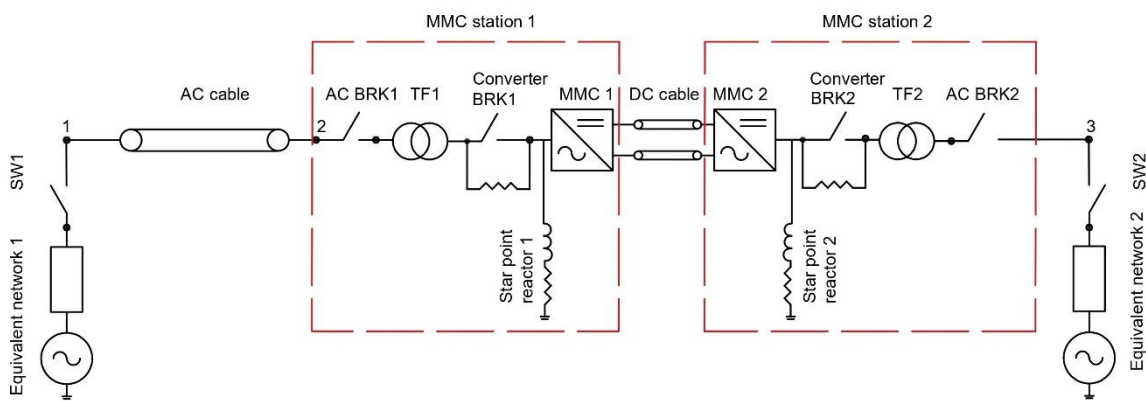 MMC station 1
MMC station 2
AC cable
AC BRK1
TF1
Converter
BRK1
MMC 1
DC cable
MMC 2
Converter
BRK2
TF2
AC BRK2
1
2
3
SW1
SW2
Equivalent network 1
Star point
reactor 1
Star point
reactor 2
Equivalent network 2